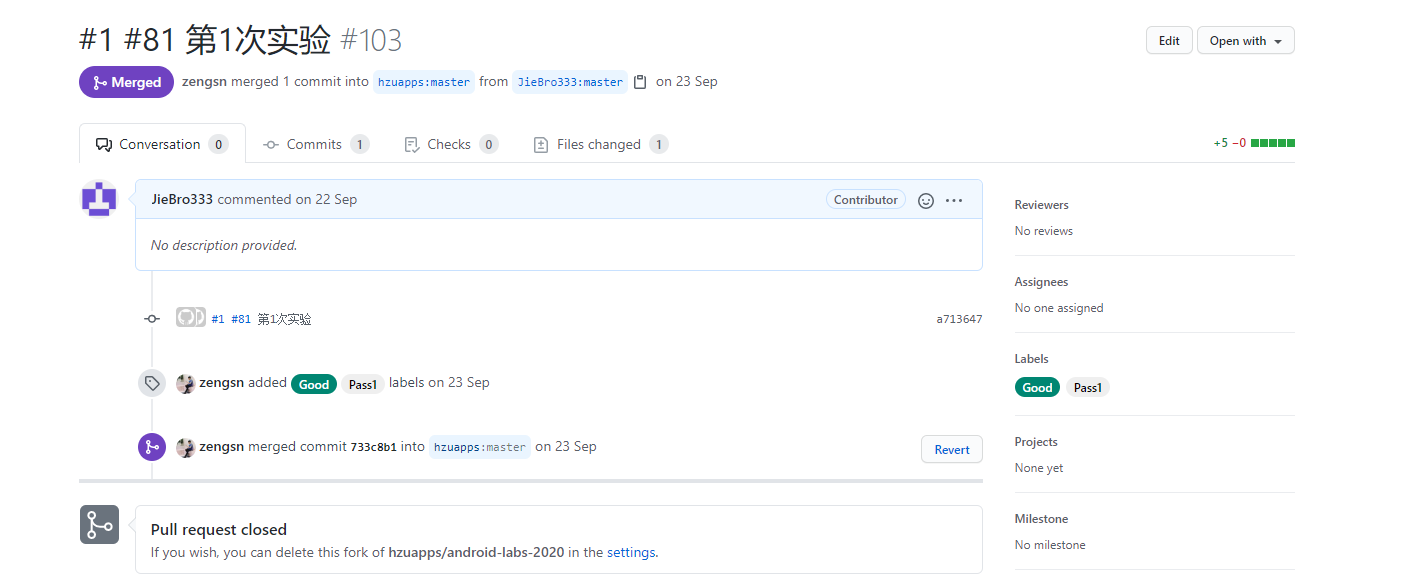 #1 #81 第1次实验 #103
Edit
Open with
Merged
zengsn merged 1 commit into hzuapps:master from JieBro333:master on 23 Sep
Conversation 0
Commits 1
Checks 0
Files changed 1
+5 −0
JieBro333 commented on 22 Sep
Contributor
No description provided.
#1 #81 第1次实验
a713647
zengsn added Good Pass1 labels on 23 Sep
zengsn merged commit 733c8b1 into hzuapps:master on 23 Sep
Revert
Pull request closed
If you wish, you can delete this fork of hzuapps/android-labs-2020 in the settings.
Reviewers
No reviews
Assignees
No one assigned
Labels
Good Pass1
Projects
None yet
Milestone
No milestone